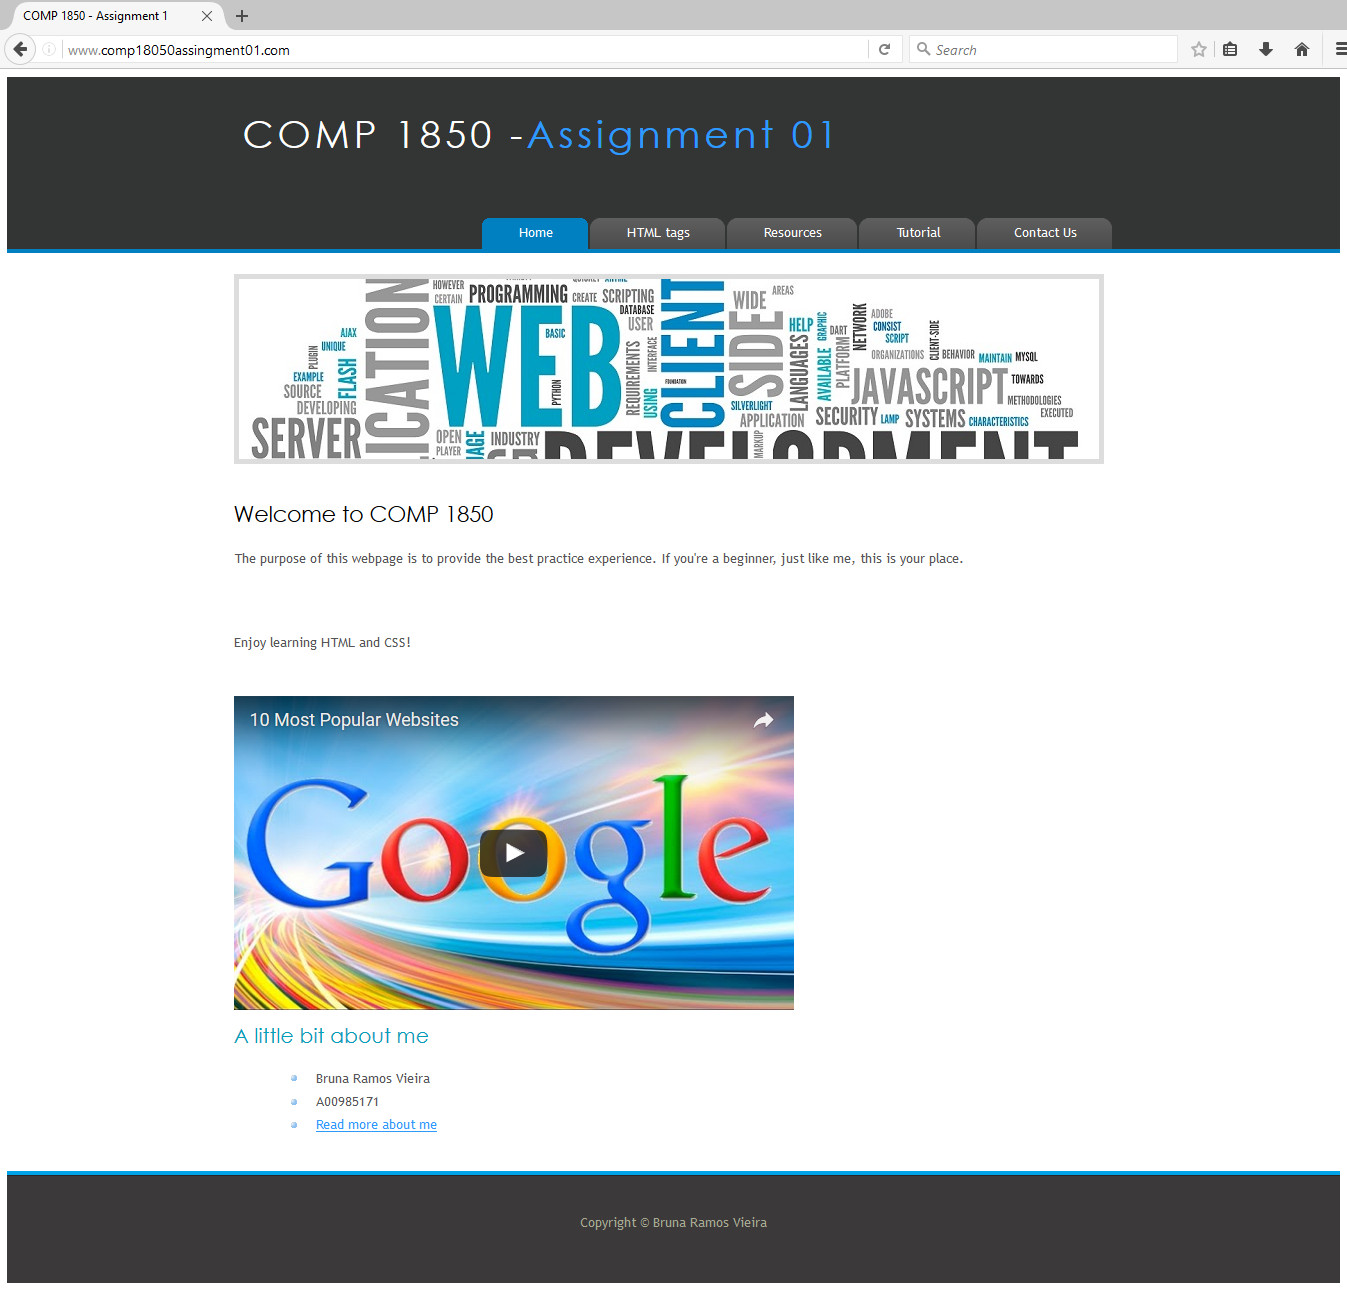 COMP 1850 - Assignment 1
www.comp18050assingment01.com
Search
COMP 1850 -Assignment 01
Home HTML tags Resources Tutorial Contact Us
HOWEVER
CERTAIN
PROGRAMMING
CREATE
SCRIPTING
DATABASE
USER
WEB
BASIC
PYTHON
REQUIREMENTS
INTERFACE
USING
FOUNDATION
CLIENT
SIDE
WIDE
AREAS
HELP
GRAPHIC
LANGUAGES
AVAILABLE
DART
PLATFORM
NETWORK
ADOBE
CONSIST
SCRIPT
CLIENT-SIDE
ORGANIZATIONS
BEHAVIOR
MAINTAIN
MYSQL
JAVASCRIPT
TOWARDS
METHODOLOGIES
EXECUTED
SILVERLIGHT
APPLICATION
SECURITY
LAMP
SYSTEMS
CHARACTERISTICS
MARKUP
DEVELOPMENT
AJAX
UNIQUE
PLUGIN
FLASH
EXAMPLE
SOURCE
DEVELOPING
SERVER
ICATION
OPEN
PLAYER
UAGE
INDUSTRY
Welcome to COMP 1850
The purpose of this webpage is to provide the best practice experience. If you're a beginner, just like me, this is your place.
Enjoy learning HTML and CSS!
10 Most Popular Websites
Google
A little bit about me
Bruna Ramos Vieira
A00985171
Read more about me
Copyright © Bruna Ramos Vieira